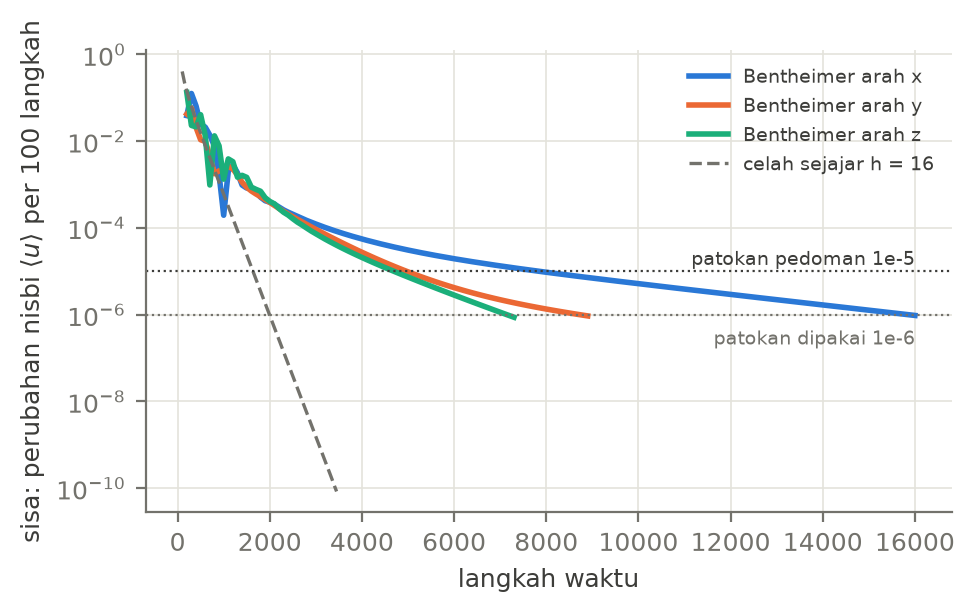 sisa: perubahan nisbi ⟨u⟩ per 100 langkah
10⁰
10⁻²
10⁻⁴
10⁻⁶
10⁻⁸
10⁻¹⁰
Bentheimer arah x
Bentheimer arah y
Bentheimer arah z
celah sejajar h = 16
patokan pedoman 1e-5
patokan dipakai 1e-6
0 2000 4000 6000 8000 10000 12000 14000 16000
langkah waktu